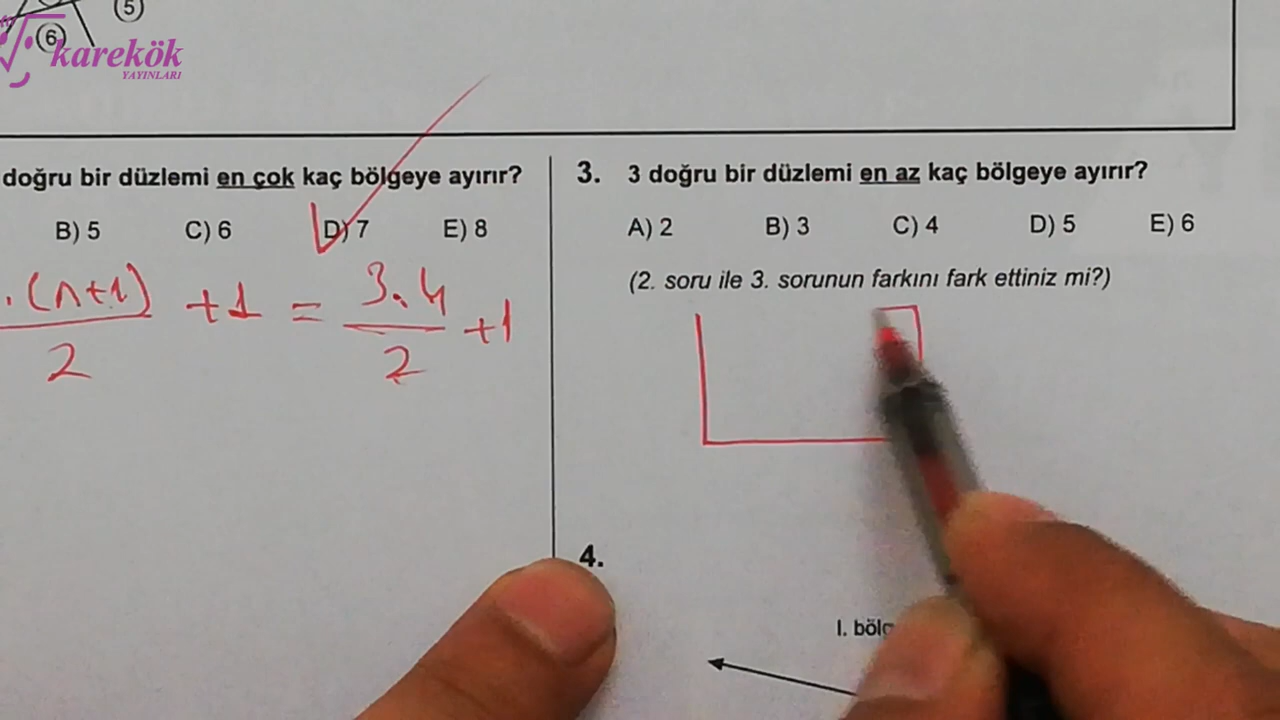 (5)
(6)
karekök
YAYINLARI
doğru bir düzlemi en çok kaç bölgeye ayırır?
B) 5 C) 6 D) 7 E) 8
. (n+1) / 2 + 1 = 3.4 / 2 + 1
3. 3 doğru bir düzlemi en az kaç bölgeye ayırır?
A) 2 B) 3 C) 4 D) 5 E) 6
(2. soru ile 3. sorunun farkını fark ettiniz mi?)
4.
I.